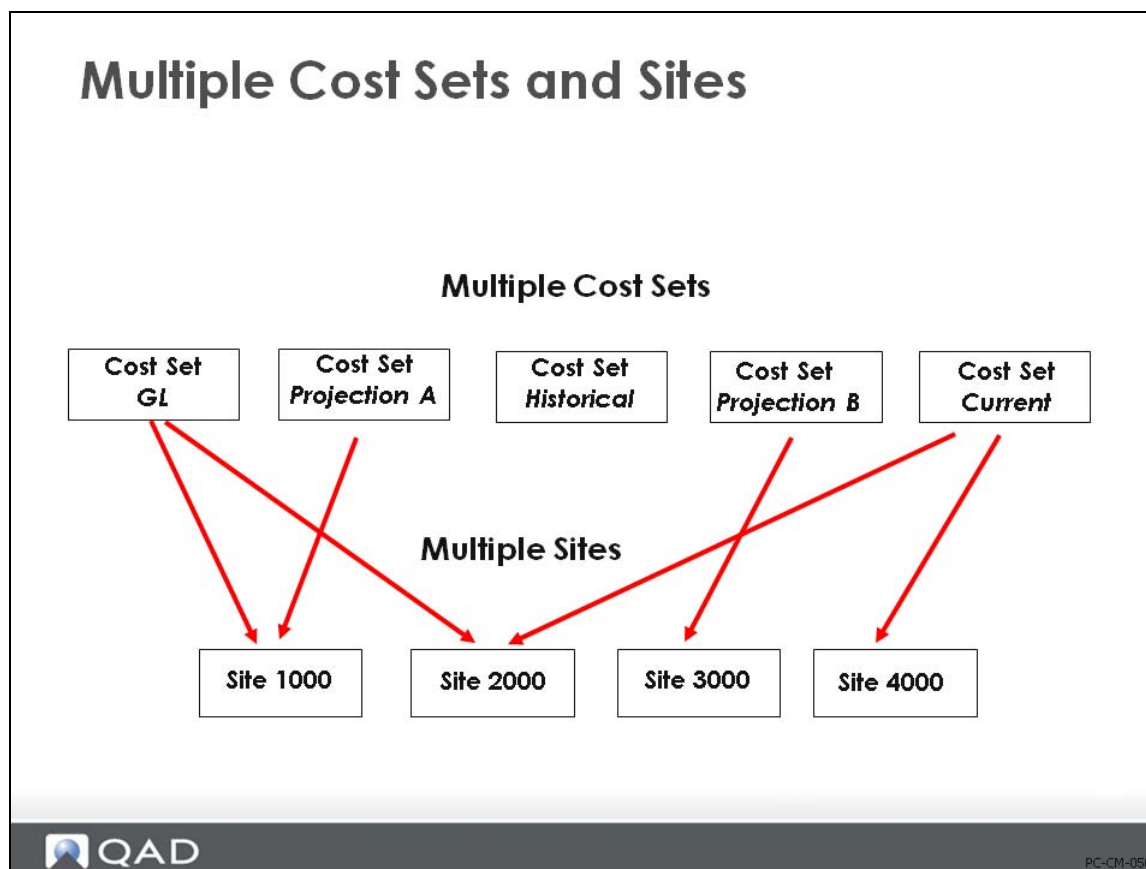 Multiple Cost Sets and Sites
Multiple Cost Sets
Cost Set
GL
Cost Set
Projection A
Cost Set
Historical
Cost Set
Projection B
Cost Set
Current
Multiple Sites
Site 1000
Site 2000
Site 3000
Site 4000
QAD